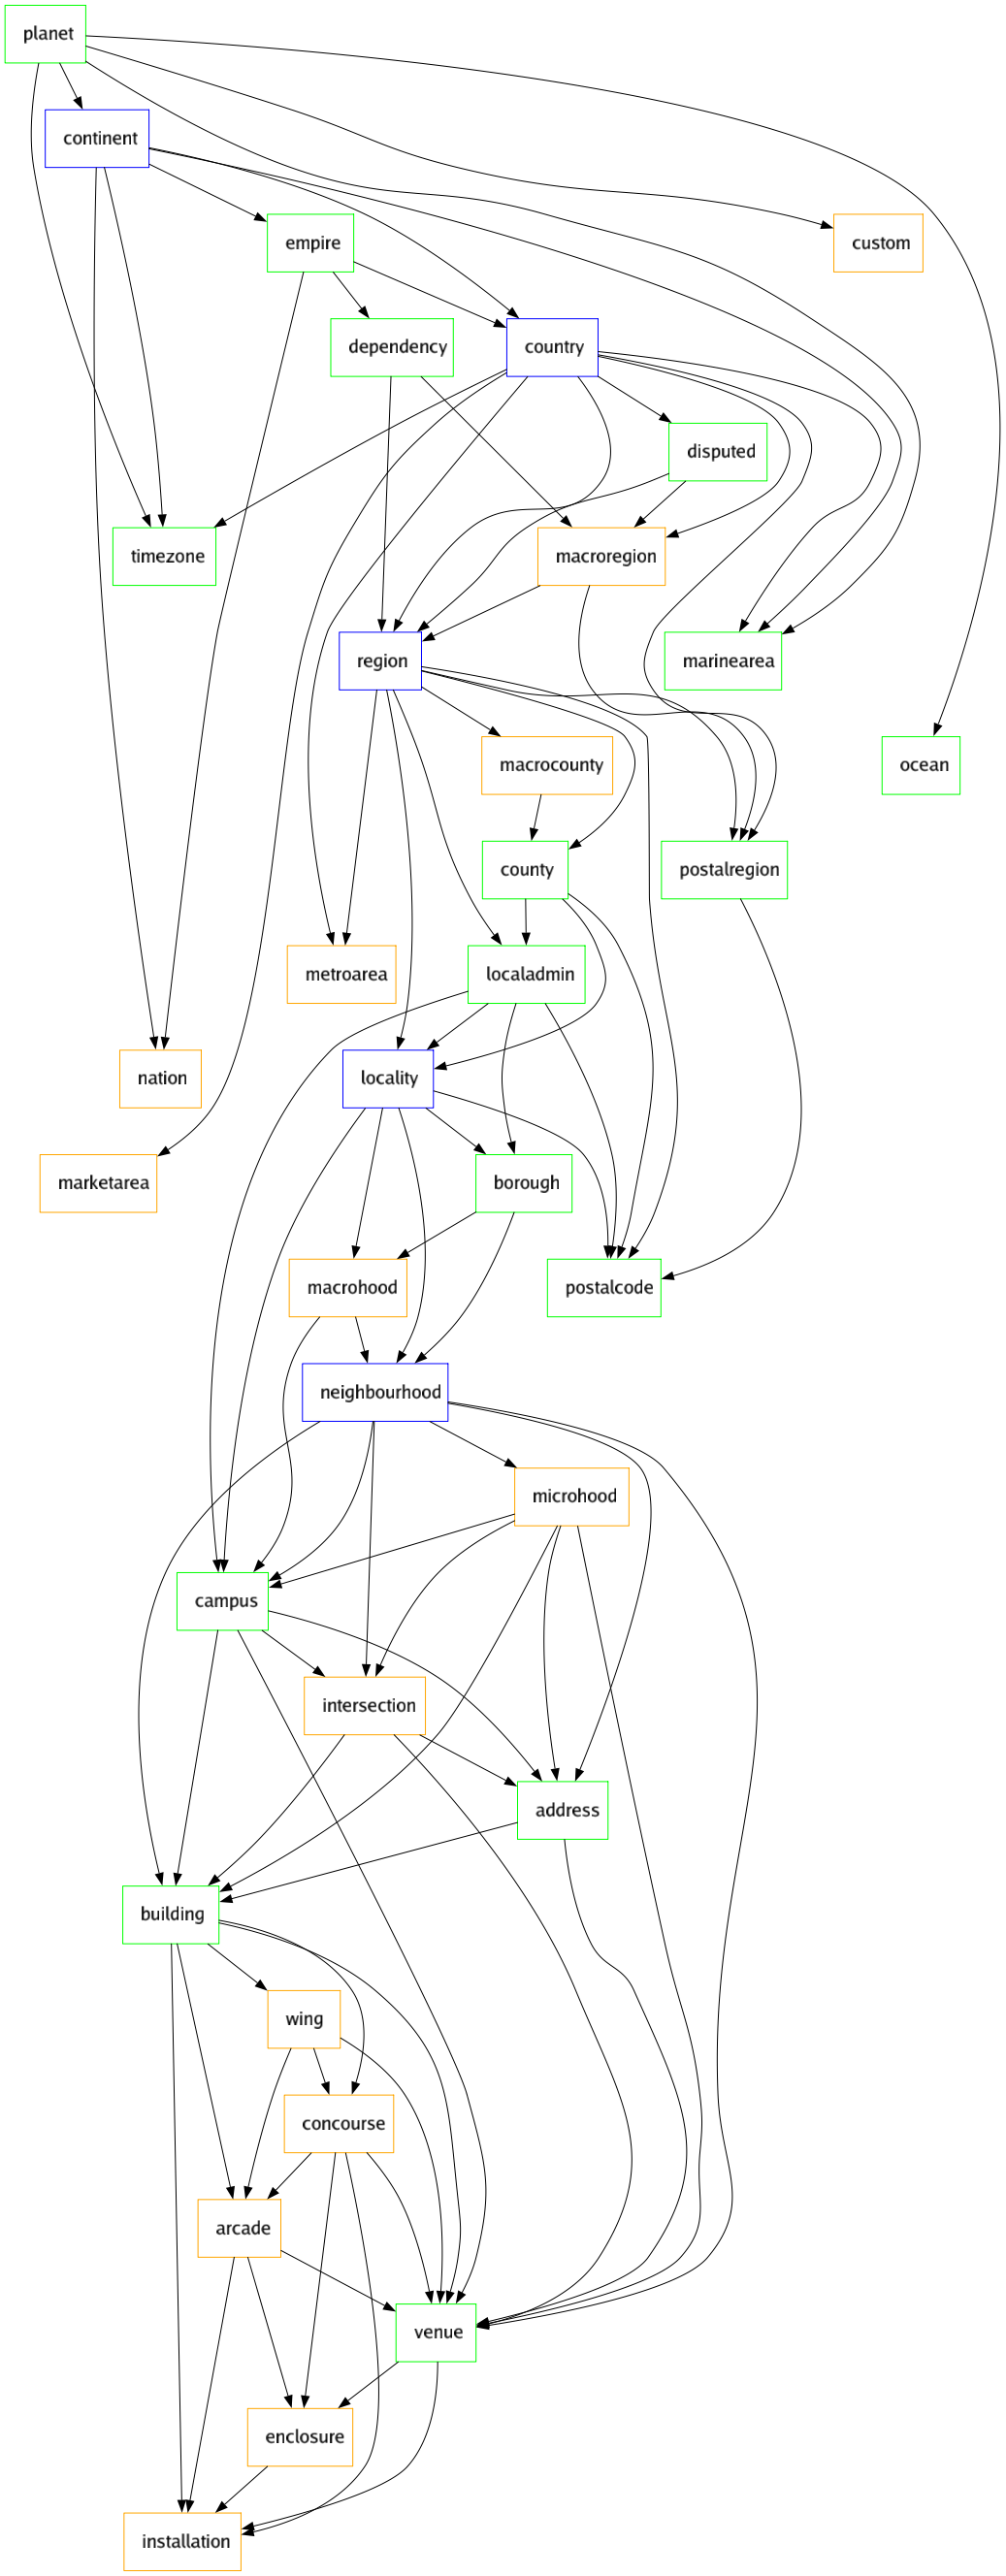 planet
continent
empire
custom
dependency
country
disputed
timezone
macroregion
region
marinearea
macrocounty
ocean
county
postalregion
metroarea
localadmin
nation
locality
marketarea
borough
macrohood
postalcode
neighbourhood
microhood
campus
intersection
address
building
wing
concourse
arcade
venue
enclosure
installation